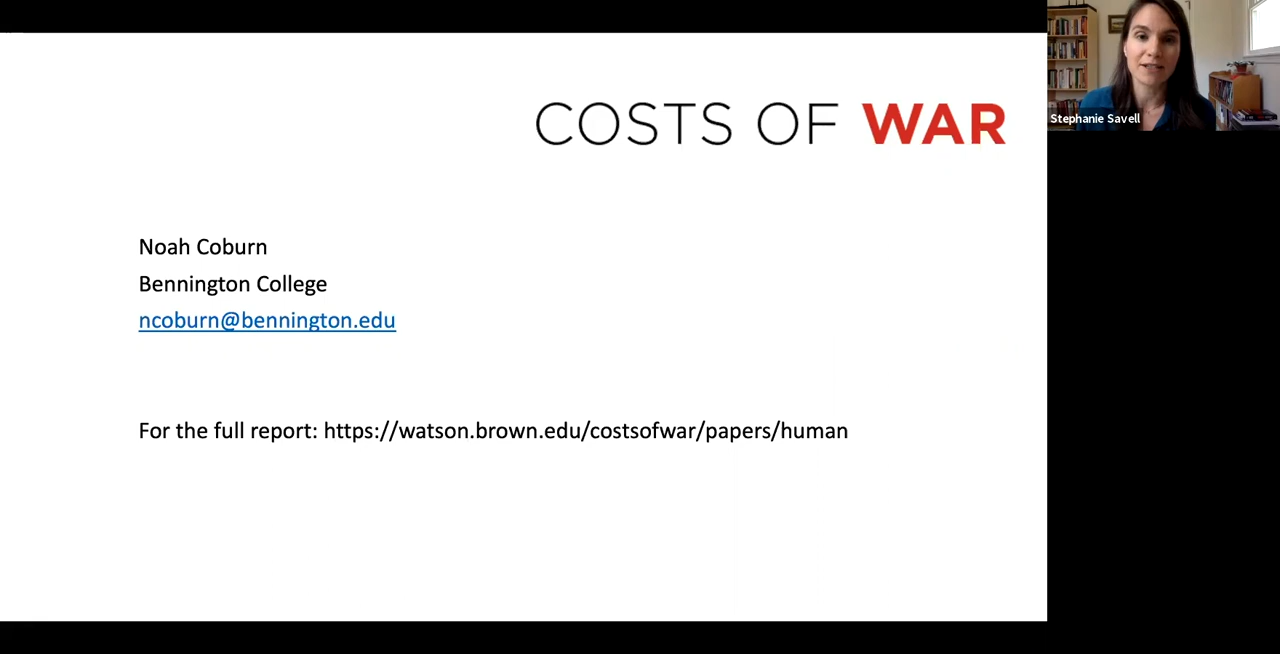 COSTS OF WAR
Stephanie Savell
Noah Coburn
Bennington College
ncoburn@bennington.edu
For the full report: https://watson.brown.edu/costsofwar/papers/human